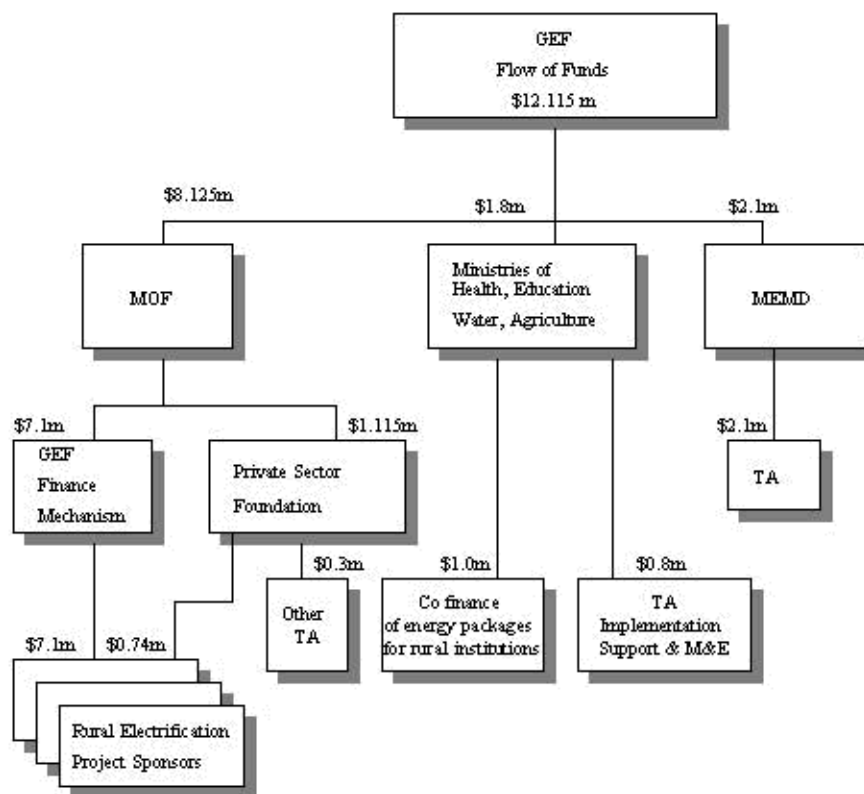 GEF
Flow of Funds
$12.115 m
$8.125m
$1.8m
$2.1m
MOF
Ministries of
Health, Education
Water, Agriculture
MEMD
$7.1m
$1.115m
$2.1m
GEF
Finance
Mechanism
Private Sector
Foundation
TA
$0.3m
$1.0m
$0.8m
Other
TA
Co finance
of energy packages
for rural institutions
TA
Implementation
Support & M&E
$7.1m
$0.74m
Rural Electrification
Project Sponsors